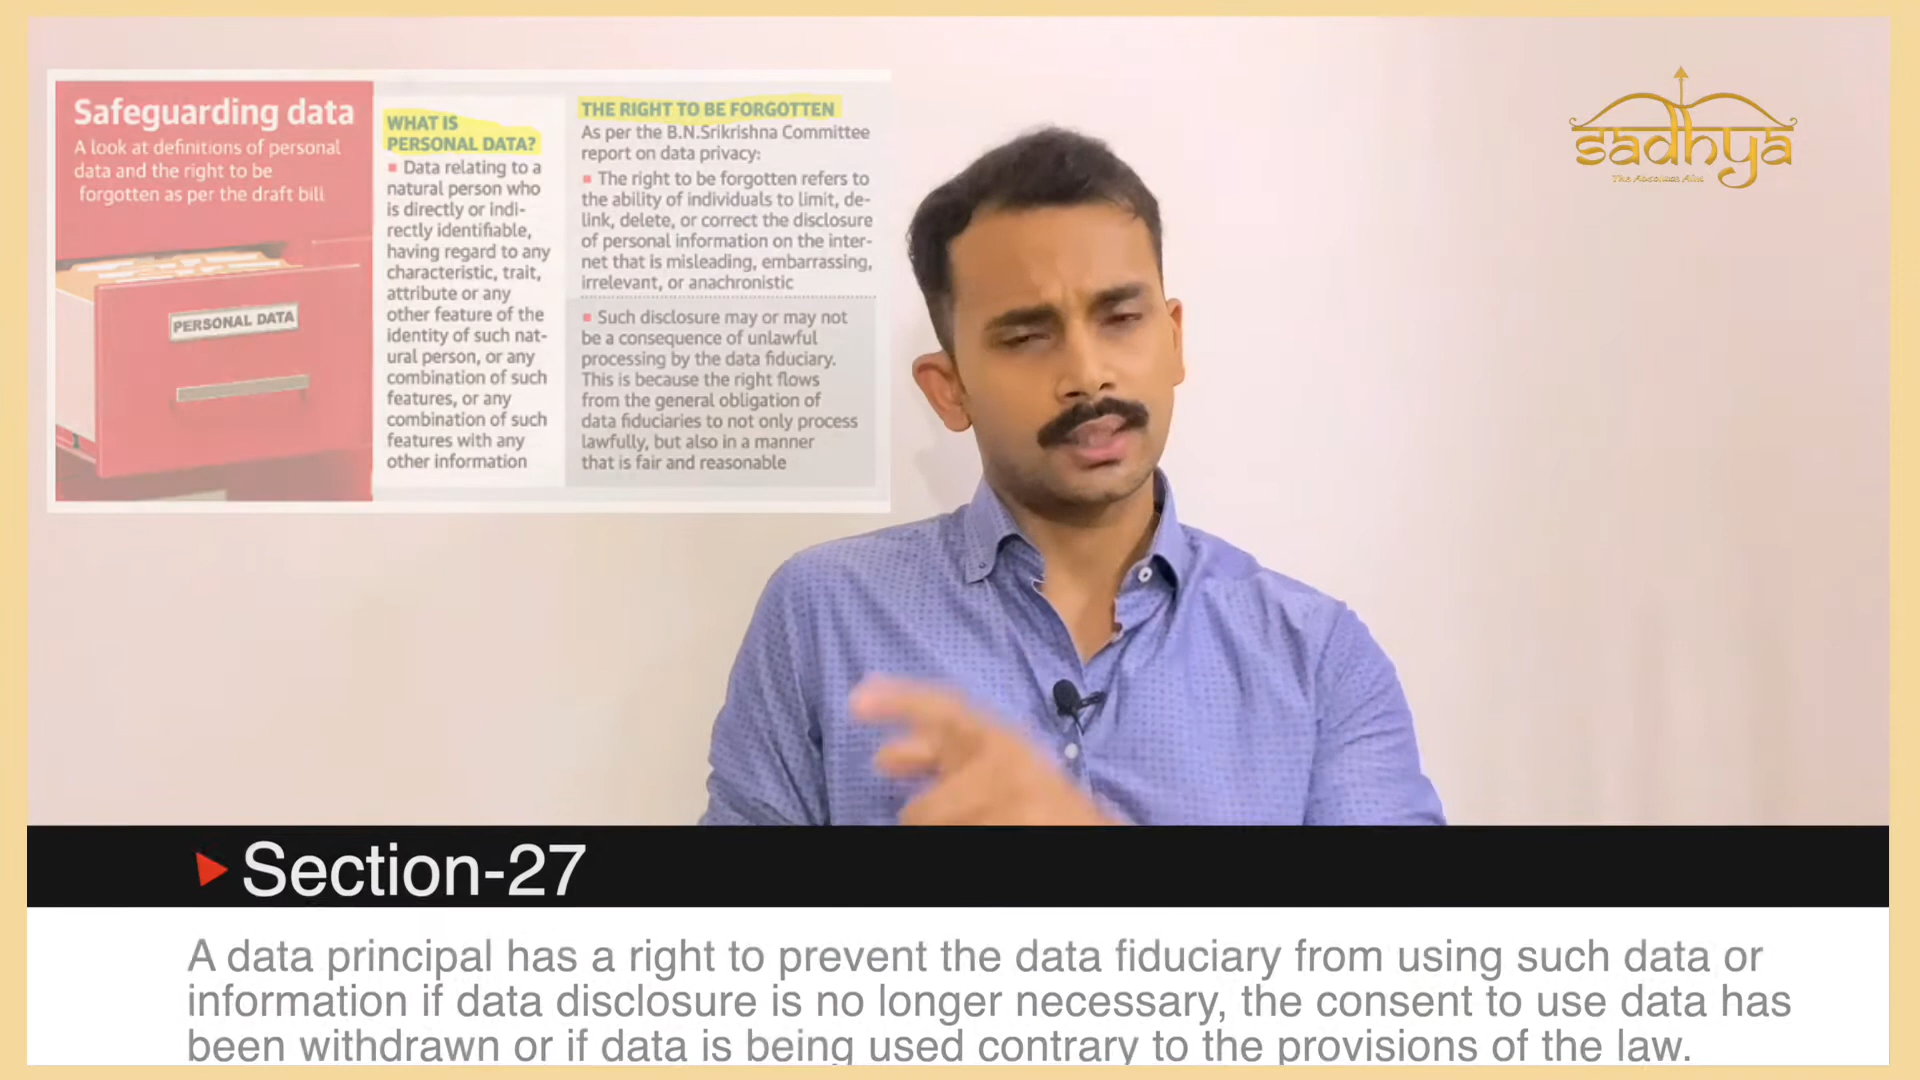 Safeguarding data
A look at definitions of personal
data and the right to be
forgotten as per the draft bill
PERSONAL DATA
WHAT IS
PERSONAL DATA?
Data relating to a
natural person who
is directly or indi-
rectly identifiable,
having regard to any
characteristic, trait,
attribute or any
other feature of the
identity of such nat-
ural person, or any
combination of such
features, or any
combination of such
features with any
other information
THE RIGHT TO BE FORGOTTEN
As per the B.N.Srikrishna Committee
report on data privacy:
The right to be forgotten refers to
the ability of individuals to limit, de-
link, delete, or correct the disclosure
of personal information on the inter-
net that is misleading, embarrassing,
irrelevant, or anachronistic
Such disclosure may or may not
be a consequence of unlawful
processing by the data fiduciary.
This is because the right flows
from the general obligation of
data fiduciaries to not only process
lawfully, but also in a manner
that is fair and reasonable
sadhya
The Absolute Aim
Section-27
A data principal has a right to prevent the data fiduciary from using such data or
information if data disclosure is no longer necessary, the consent to use data has
been withdrawn or if data is being used contrary to the provisions of the law.